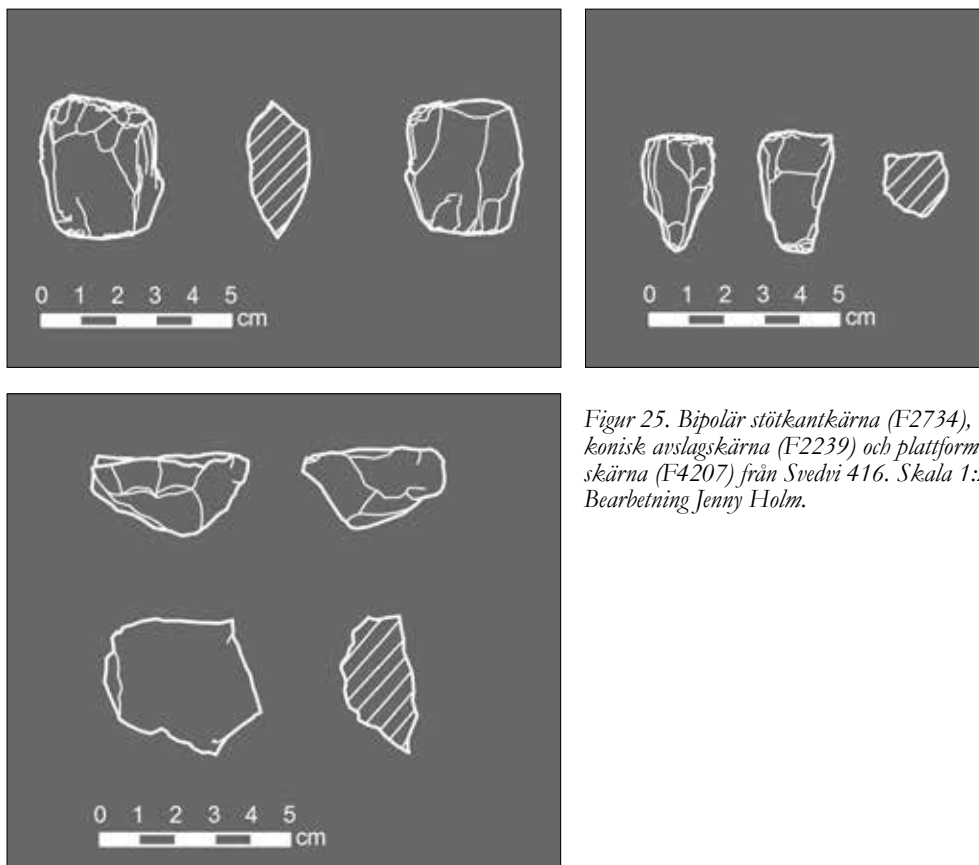 0 1 2 3 4 5
cm
0 1 2 3 4 5
cm
Figur 25. Bipolär stötkantkärna (F2734),
konisk avslagskärna (F2239) och plattform
skärna (F4207) från Svedvi 416. Skala
Bearbetning Jenny Holm.
0 1 2 3 4 5
cm